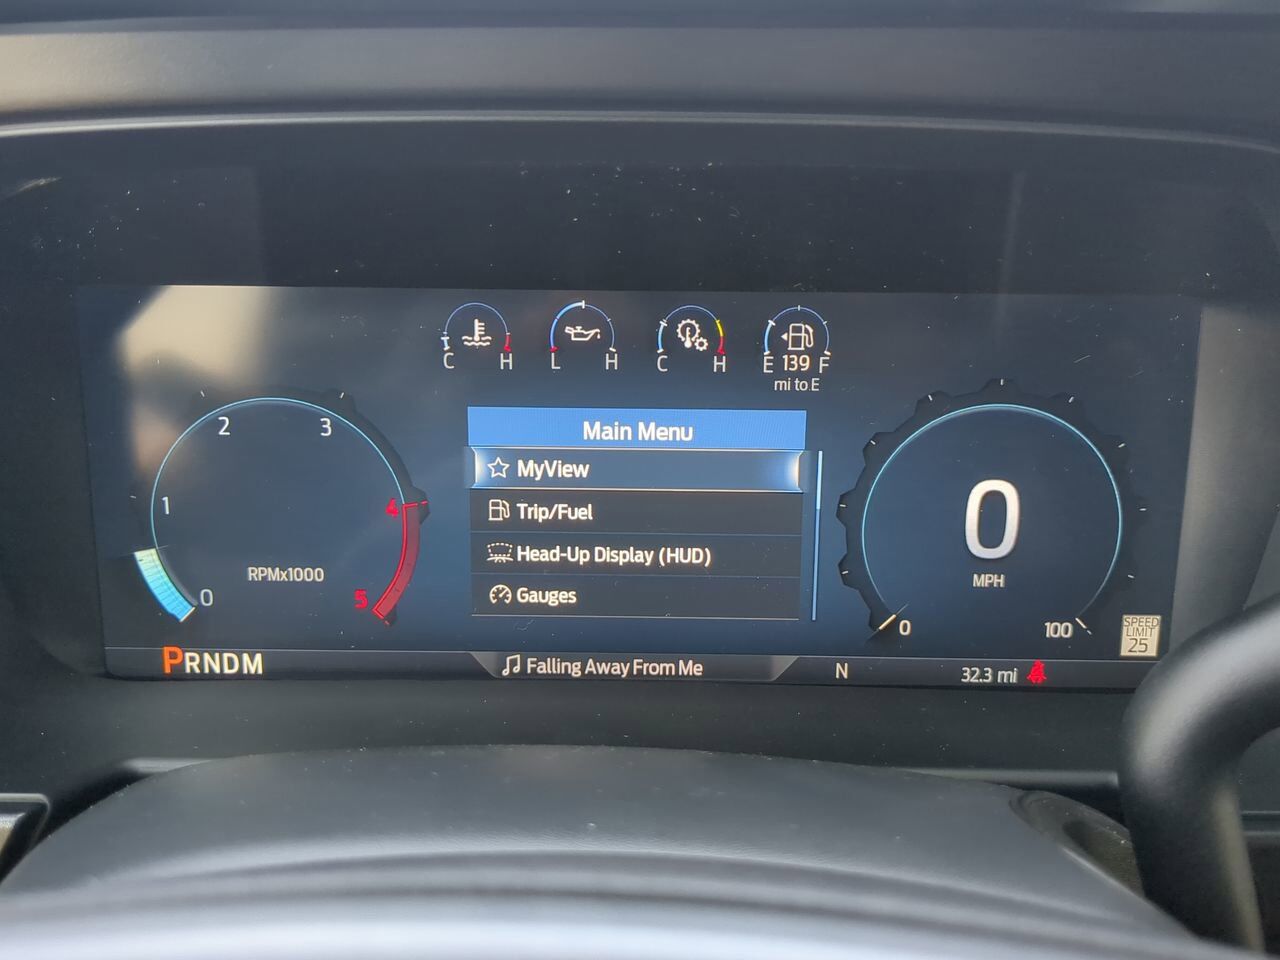 C H
L H
C H
E 139 F
mi to E
Main Menu
MyView
Trip/Fuel
Head-Up Display (HUD)
Gauges
0
1
2
3
4
5
RPMx1000
0
MPH
0
100
SPEED
LIMIT
25
PRNDM
Falling Away From Me
N
32.3 mi